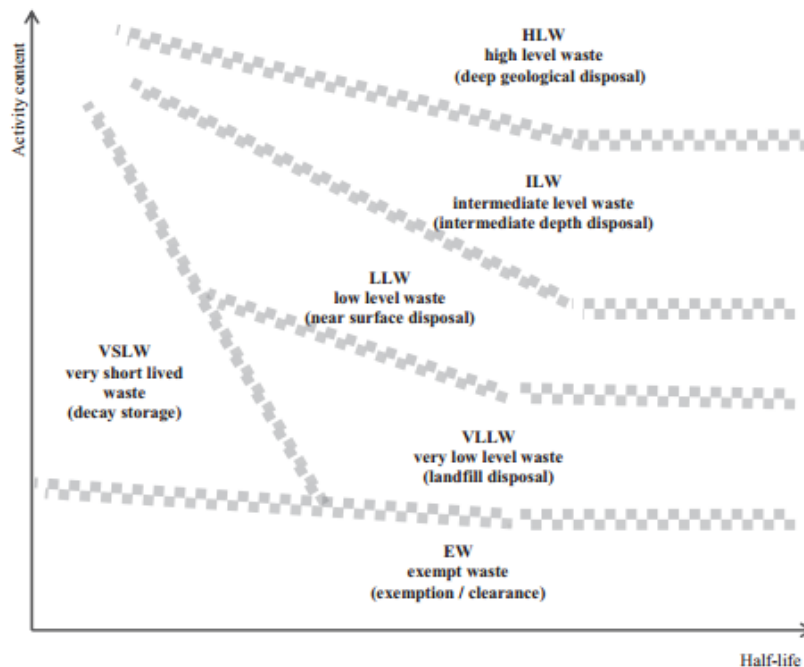 Activity content
HLW
high level waste
(deep geological disposal)
ILW
intermediate level waste
(intermediate depth disposal)
LLW
low level waste
(near surface disposal)
VSLW
very short lived
waste
(decay storage)
VLLW
very low level waste
(landfill disposal)
EW
exempt waste
(exemption / clearance)
Half-life